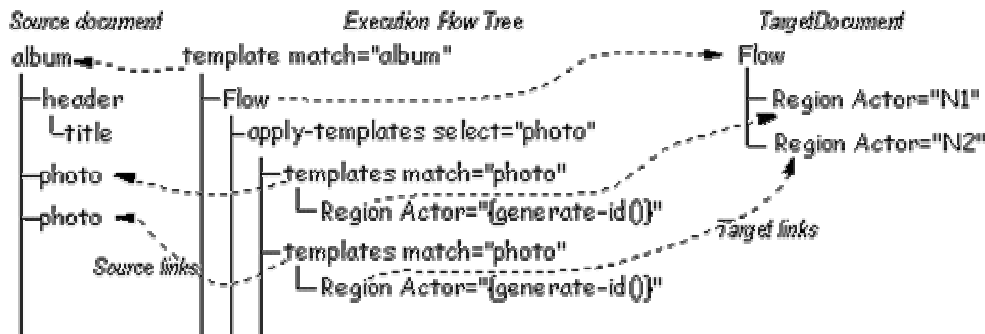 Source document Execution Flow Tree TargetDocument
album template match="album" Flow
header Flow Region Actor="N1"
title apply-templates select="photo" Region Actor="N2"
photo templates match="photo"
photo Region Actor="{generate-id()}"
templates match="photo" Target links
Source links Region Actor="{generate-id()}"